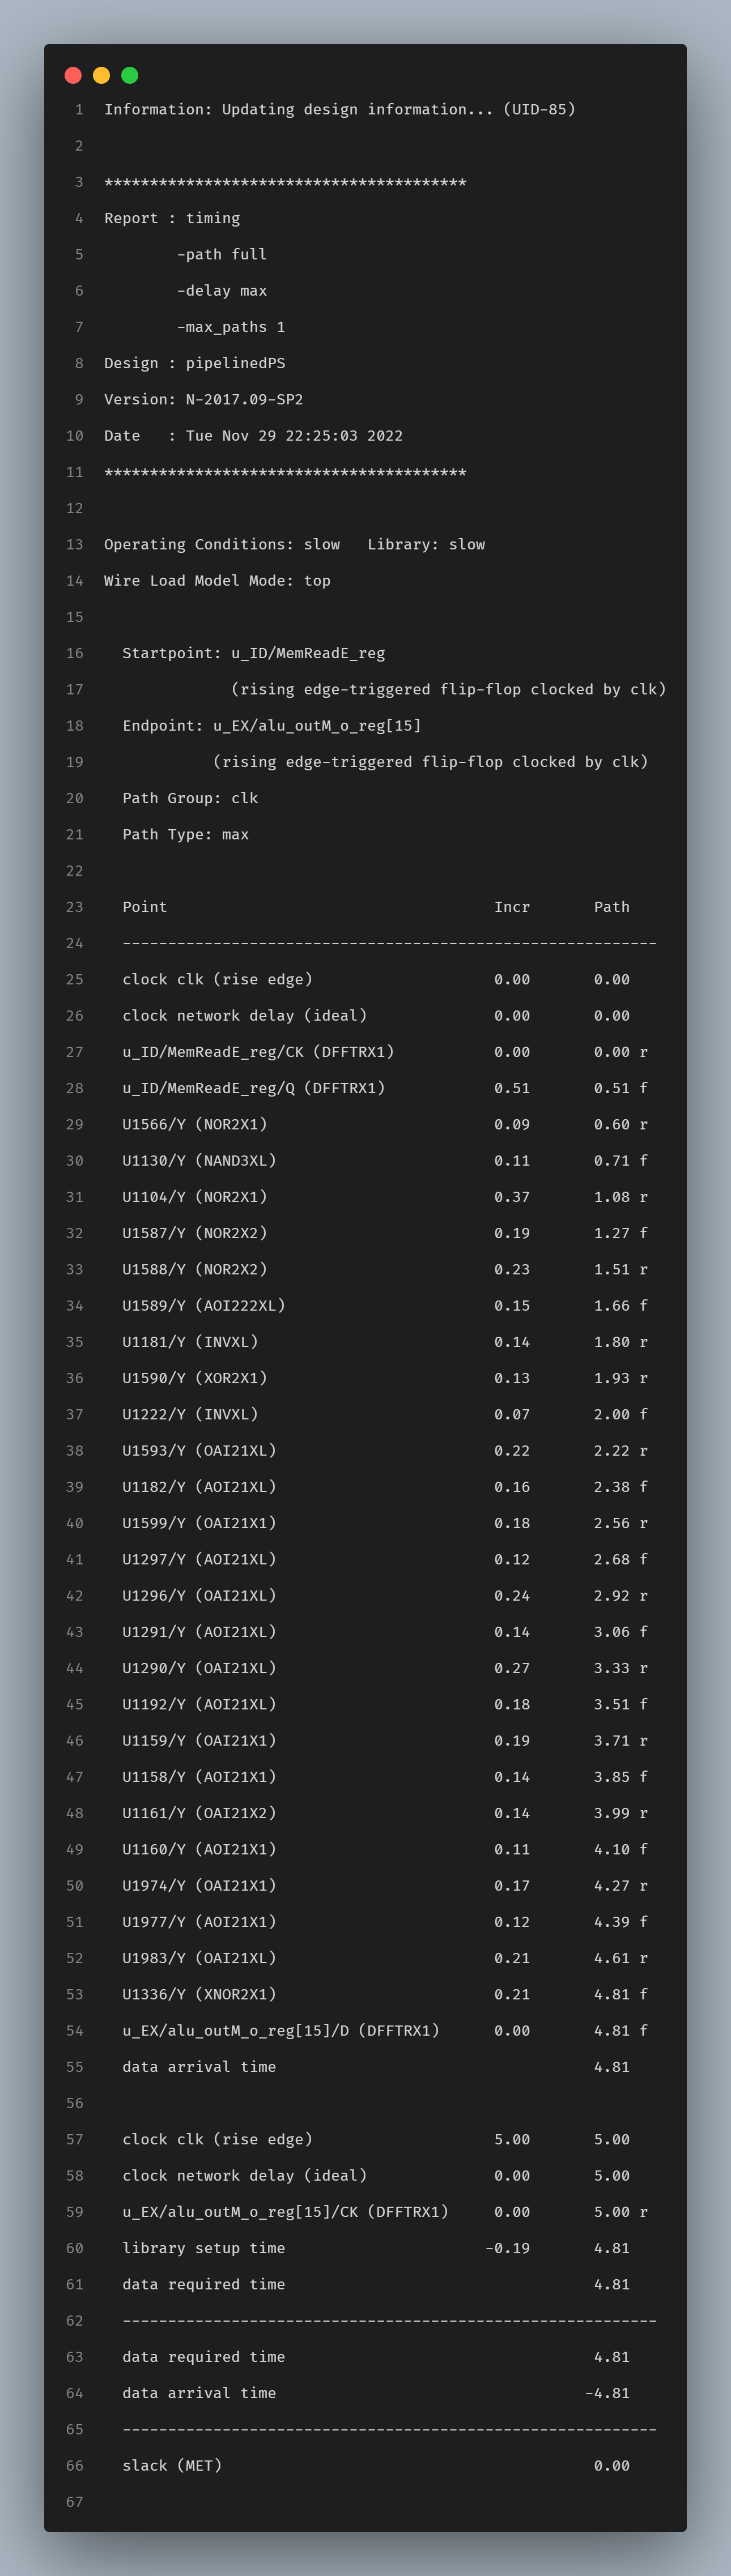 1 Information: Updating design information... (UID-85)
2
3 ****************************************
4 Report : timing
5         -path full
6         -delay max
7         -max_paths 1
8 Design : pipelinedPS
9 Version: N-2017.09-SP2
10 Date   : Tue Nov 29 22:25:03 2022
11 ****************************************
12
13 Operating Conditions: slow   Library: slow
14 Wire Load Model Mode: top
15
16   Startpoint: u_ID/MemReadE_reg
17               (rising edge-triggered flip-flop clocked by clk)
18   Endpoint: u_EX/alu_outM_o_reg[15]
19             (rising edge-triggered flip-flop clocked by clk)
20   Path Group: clk
21   Path Type: max
22
23   Point                                    Incr       Path
24   -----------------------------------------------------------
25   clock clk (rise edge)                    0.00       0.00
26   clock network delay (ideal)              0.00       0.00
27   u_ID/MemReadE_reg/CK (DFFTRX1)           0.00       0.00 r
28   u_ID/MemReadE_reg/Q (DFFTRX1)            0.51       0.51 f
29   U1566/Y (NOR2X1)                         0.09       0.60 r
30   U1130/Y (NAND3XL)                        0.11       0.71 f
31   U1104/Y (NOR2X1)                         0.37       1.08 r
32   U1587/Y (NOR2X2)                         0.19       1.27 f
33   U1588/Y (NOR2X2)                         0.23       1.51 r
34   U1589/Y (AOI222XL)                       0.15       1.66 f
35   U1181/Y (INVXL)                          0.14       1.80 r
36   U1590/Y (XOR2X1)                         0.13       1.93 r
37   U1222/Y (INVXL)                          0.07       2.00 f
38   U1593/Y (OAI21XL)                        0.22       2.22 r
39   U1182/Y (AOI21XL)                        0.16       2.38 f
40   U1599/Y (OAI21X1)                        0.18       2.56 r
41   U1297/Y (AOI21XL)                        0.12       2.68 f
42   U1296/Y (OAI21XL)                        0.24       2.92 r
43   U1291/Y (AOI21XL)                        0.14       3.06 f
44   U1290/Y (OAI21XL)                        0.27       3.33 r
45   U1192/Y (AOI21XL)                        0.18       3.51 f
46   U1159/Y (OAI21X1)                        0.19       3.71 r
47   U1158/Y (AOI21X1)                        0.14       3.85 f
48   U1161/Y (OAI21X2)                        0.14       3.99 r
49   U1160/Y (AOI21X1)                        0.11       4.10 f
50   U1974/Y (OAI21X1)                        0.17       4.27 r
51   U1977/Y (AOI21X1)                        0.12       4.39 f
52   U1983/Y (OAI21XL)                        0.21       4.61 r
53   U1336/Y (XNOR2X1)                        0.21       4.81 f
54   u_EX/alu_outM_o_reg[15]/D (DFFTRX1)      0.00       4.81 f
55   data arrival time                                   4.81
56
57   clock clk (rise edge)                    5.00       5.00
58   clock network delay (ideal)              0.00       5.00
59   u_EX/alu_outM_o_reg[15]/CK (DFFTRX1)     0.00       5.00 r
60   library setup time                      -0.19       4.81
61   data required time                                  4.81
62   -----------------------------------------------------------
63   data required time                                  4.81
64   data arrival time                                  -4.81
65   -----------------------------------------------------------
66   slack (MET)                                         0.00
67